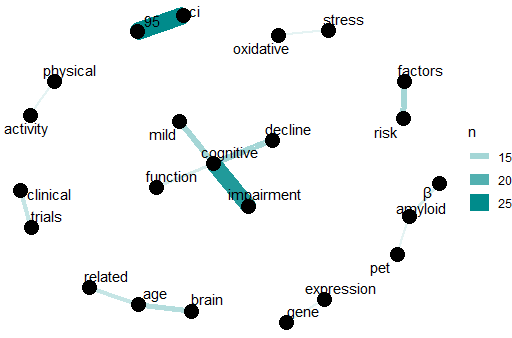 95 ci
stress
oxidative
physical
activity
factors
risk
mild
decline
cognitive
function
impairment
n
15
20
25
clinical
trials
β
amyloid
pet
related
age
brain
expression
gene